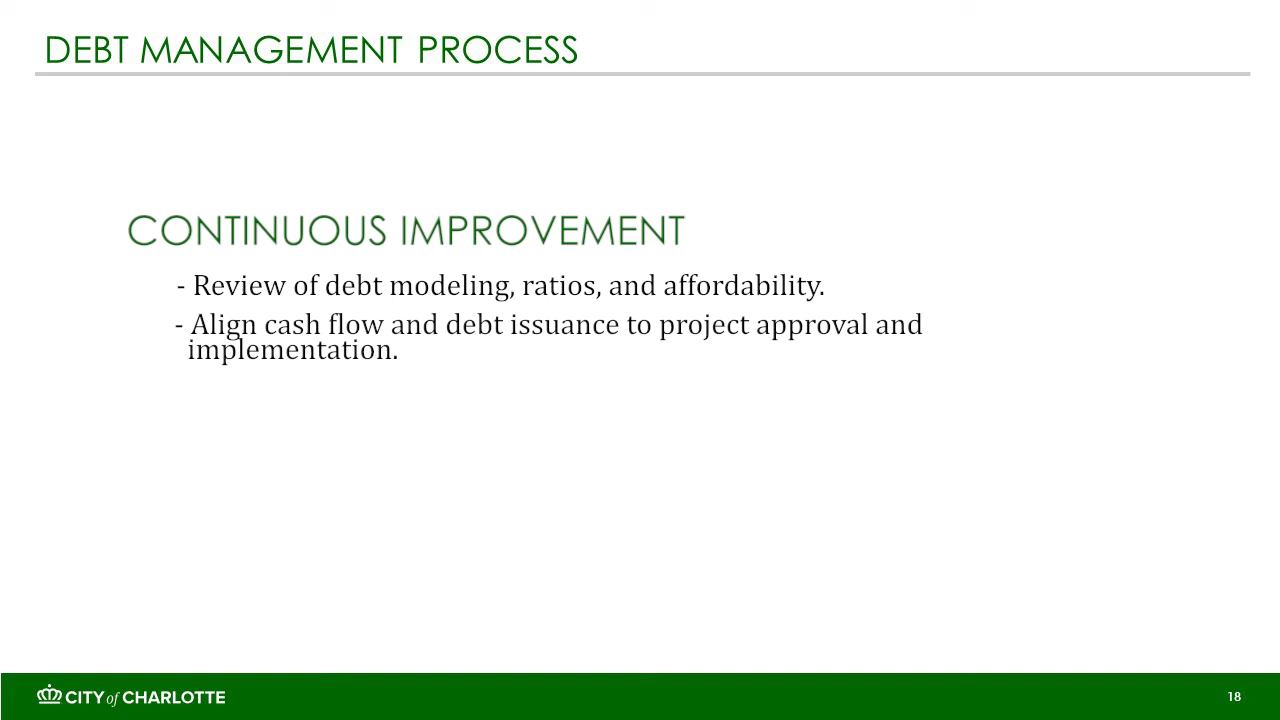 DEBT MANAGEMENT PROCESS
CONTINUOUS IMPROVEMENT
- Review of debt modeling, ratios, and affordability.
- Align cash flow and debt issuance to project approval and
implementation.
CITY of CHARLOTTE
18